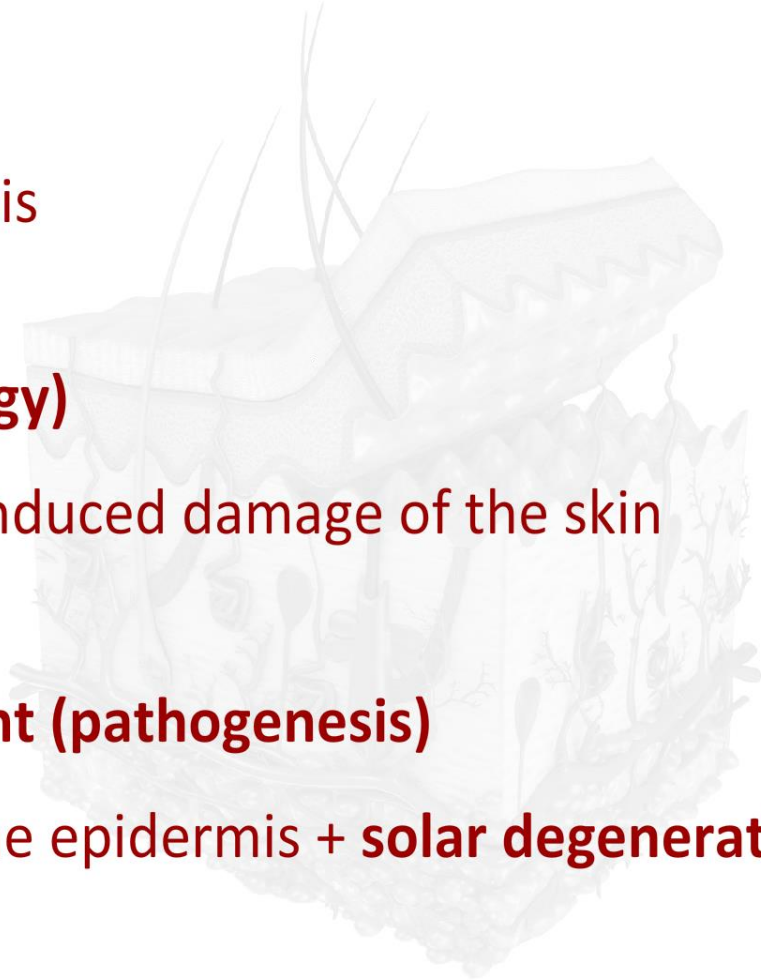 is
gy)
nduced damage of the skin
nt (pathogenesis)
e epidermis + solar degenerat